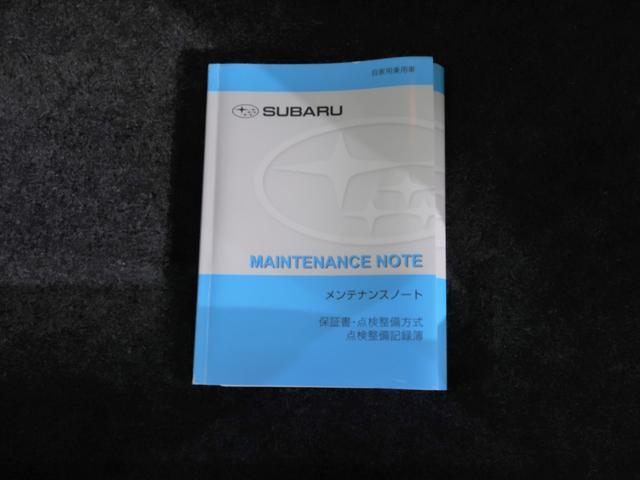 自家用乗用車
SUBARU
MAINTENANCE NOTE
メンテナンスノート
保証書・点検整備方式
点検整備記録簿